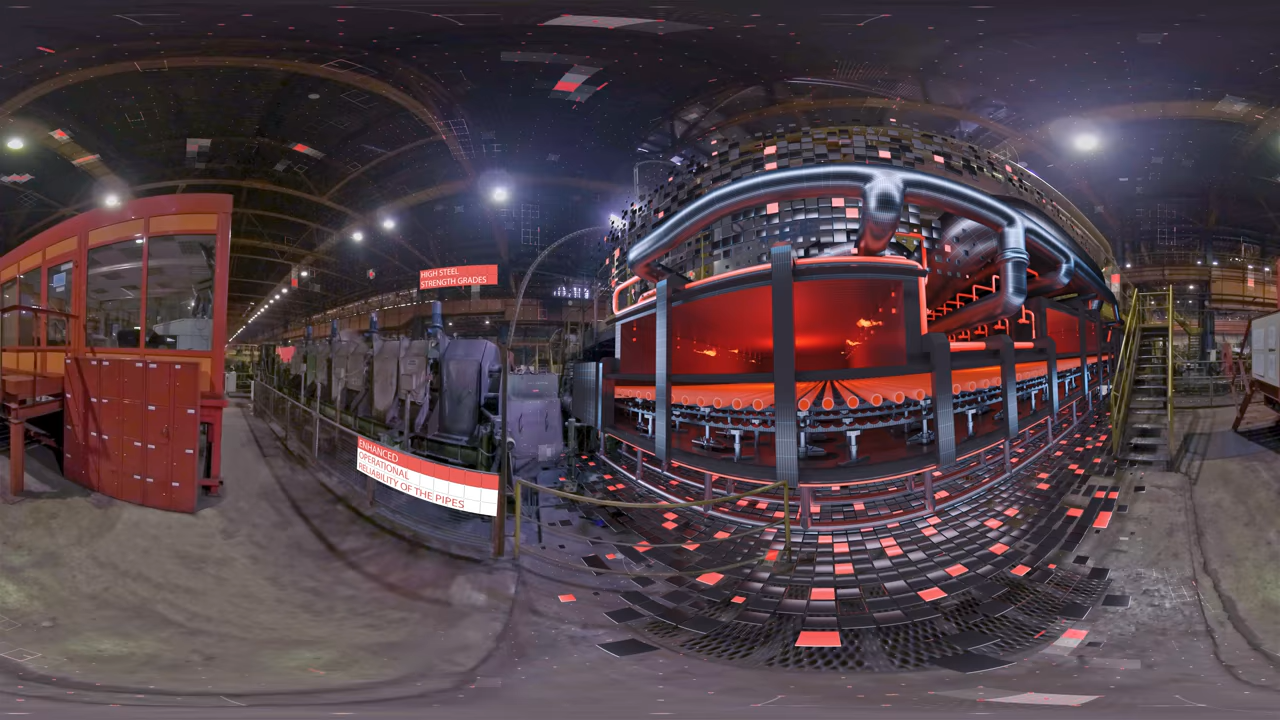 HIGH STEEL
STRENGTH GRADES
ENHANCED
OPERATIONAL
RELIABILITY OF THE PIPES